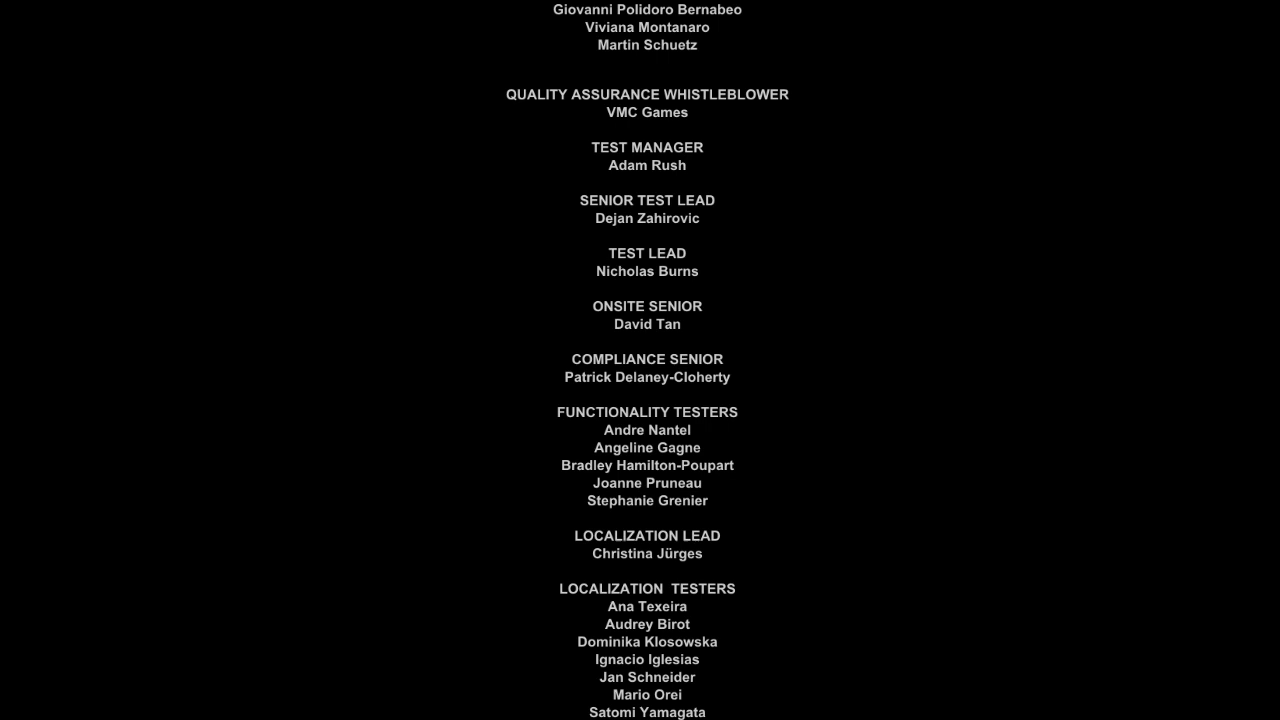 Giovanni Polidoro Bernabeo
Viviana Montanaro
Martin Schuetz
QUALITY ASSURANCE WHISTLEBLOWER
VMC Games
TEST MANAGER
Adam Rush
SENIOR TEST LEAD
Dejan Zahirovic
TEST LEAD
Nicholas Burns
ONSITE SENIOR
David Tan
COMPLIANCE SENIOR
Patrick Delaney-Cloherty
FUNCTIONALITY TESTERS
Andre Nantel
Angeline Gagne
Bradley Hamilton-Poupart
Joanne Pruneau
Stephanie Grenier
LOCALIZATION LEAD
Christina Jürges
LOCALIZATION  TESTERS
Ana Texeira
Audrey Birot
Dominika Klosowska
Ignacio Iglesias
Jan Schneider
Mario Orei
Satomi Yamagata